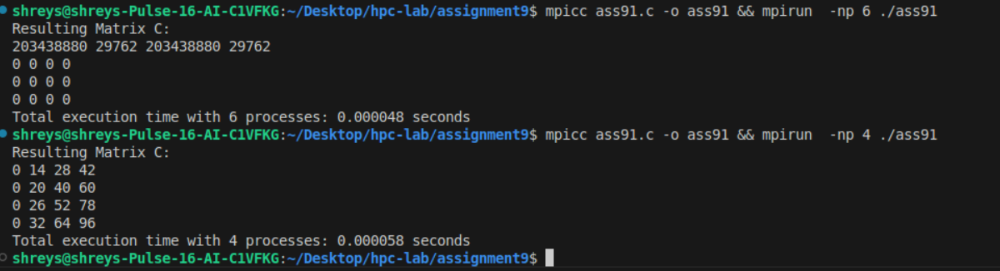 shreys@shreys-Pulse-16-AI-C1VFKG:~/Desktop/hpc-lab/assignment9$ mpicc ass91.c -o ass91 && mpirun  -np 6 ./ass91
Resulting Matrix C:
203438880 29762 203438880 29762
0 0 0 0
0 0 0 0
0 0 0 0
Total execution time with 6 processes: 0.000048 seconds
shreys@shreys-Pulse-16-AI-C1VFKG:~/Desktop/hpc-lab/assignment9$ mpicc ass91.c -o ass91 && mpirun  -np 4 ./ass91
Resulting Matrix C:
0 14 28 42
0 20 40 60
0 26 52 78
0 32 64 96
Total execution time with 4 processes: 0.000058 seconds
shreys@shreys-Pulse-16-AI-C1VFKG:~/Desktop/hpc-lab/assignment9$